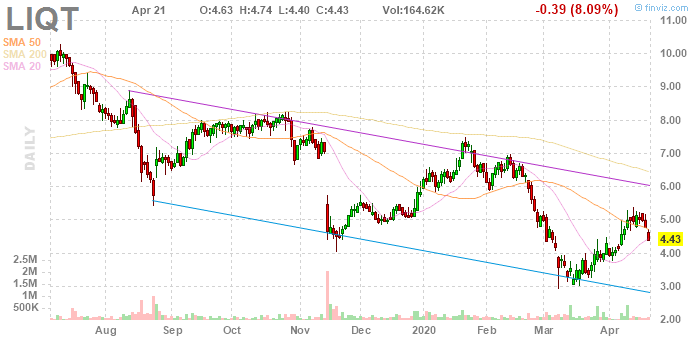 LIQT Apr 21 O:4.63 H:4.74 L:4.40 C:4.43 Vol:164.62K -0.39 (8.09%) © finviz.com
SMA 50
SMA 200
SMA 20
DAILY
11.00
10.00
9.00
8.00
7.00
6.00
5.00
4.43
4.00
3.00
2.00
2.5M
2M
1.5M
1M
500K
Aug Sep Oct Nov Dec 2020 Feb Mar Apr